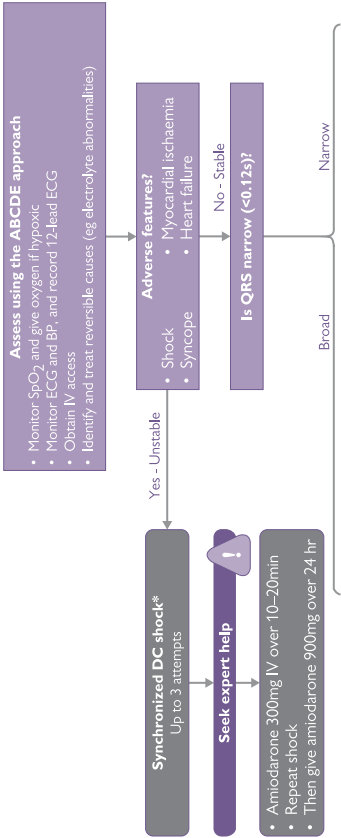 Assess using the ABCDE approach
• Monitor SpO2 and give oxygen if hypoxic
• Monitor ECG and BP, and record 12-lead ECG
• Obtain IV access
• Identify and treat reversible causes (eg electrolyte abnormalities)
Adverse features?
• Shock • Myocardial ischaemia
• Syncope • Heart failure
Yes - Unstable
No - Stable
Synchronized DC shock*
Up to 3 attempts
Seek expert help
!
• Amiodarone 300mg IV over 10–20min
• Repeat shock
• Then give amiodarone 900mg over 24 hr
Is QRS narrow (<0.12s)?
Broad
Narrow